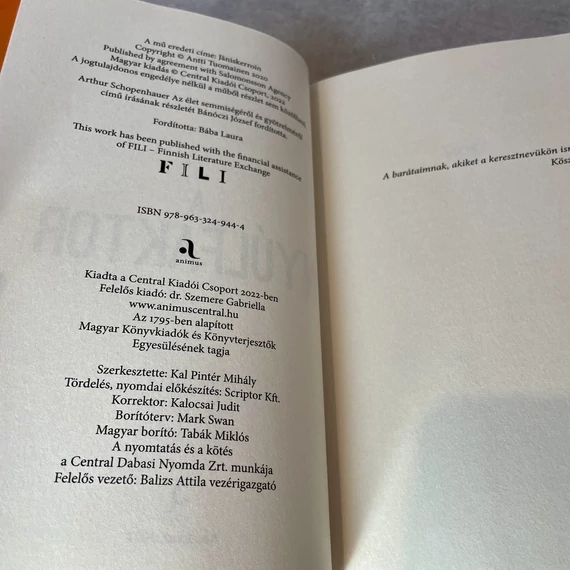 A mű eredeti címe: Jäniskerroin
Copyright © Antti Tuomainen 2020
Published by agreement with Salomonsson Agency
Magyar kiadás © Central Kiadói Csoport, 2022
A jogtulajdonos engedélye nélkül a műből részlet sem közölhető.
Arthur Schopenhauer Az élet semmiségéről és gyötrelmeiről
című írásának részletét Bánóczi József fordította.
Fordította: Bába Laura
This work has been published with the financial assistance
of FILI – Finnish Literature Exchange
FILI
ISBN 978-963-324-944-4
animus
Kiadta a Central Kiadói Csoport 2022-ben
Felelős kiadó: dr. Szemere Gabriella
www.animuscentral.hu
Az 1795-ben alapított
Magyar Könyvkiadók és Könyvterjesztők
Egyesülésének tagja
Szerkesztette: Kal Pintér Mihály
Tördelés, nyomdai előkészítés: Scriptor Kft.
Korrektor: Kalocsai Judit
Borítóterv: Mark Swan
Magyar borító: Tabák Miklós
A nyomtatás és a kötés
a Central Dabasi Nyomda Zrt. munkája
Felelős vezető: Balizs Attila vezérigazgató
A barátaimnak, akiket a keresztnevükön